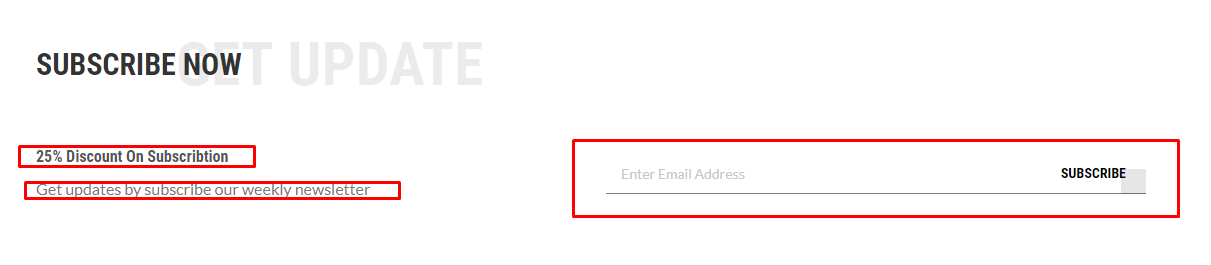 GET UPDATE
SUBSCRIBE NOW
25% Discount On Subscribtion
Get updates by subscribe our weekly newsletter
Enter Email Address
SUBSCRIBE